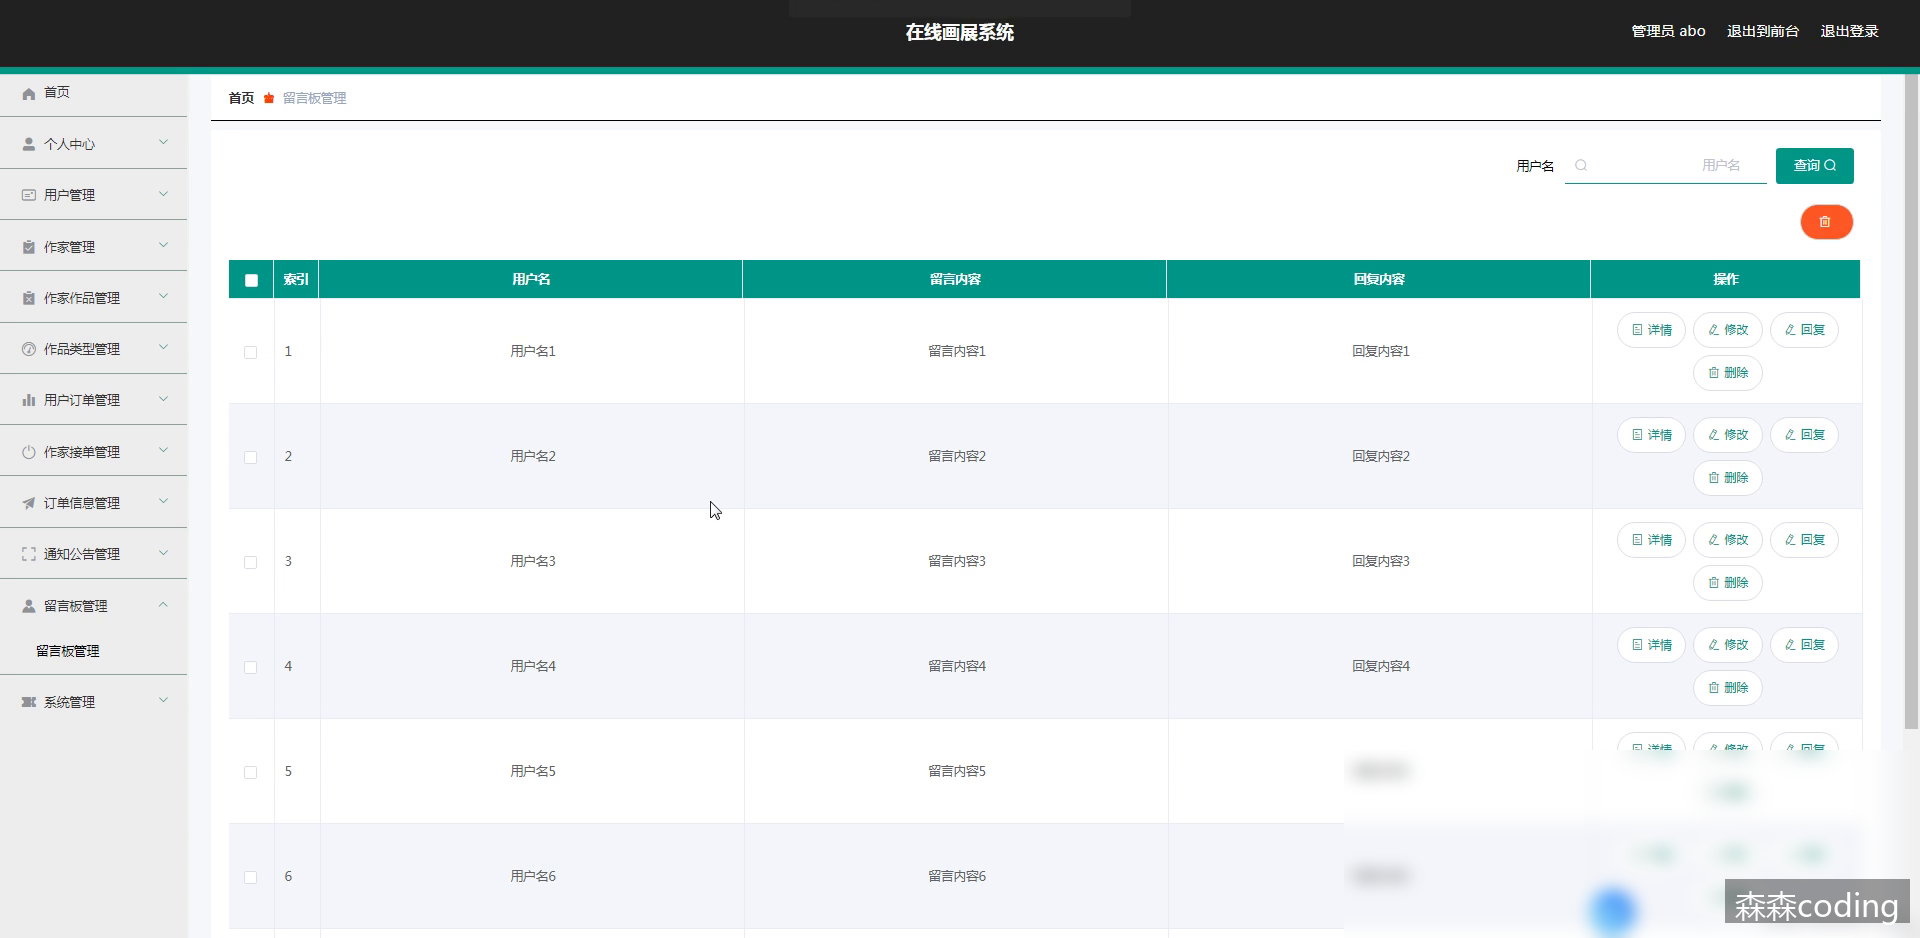 在线画展系统
管理员 abo 退出到前台 退出登录
首页
个人中心
用户管理
作家管理
作家作品管理
作品类型管理
用户订单管理
作家接单管理
订单信息管理
通知公告管理
留言板管理
留言板管理
系统管理
首页 留言板管理
用户名 用户名 查询
索引 用户名 留言内容 回复内容 操作
1 用户名1 留言内容1 回复内容1 详情 修改 回复
删除
2 用户名2 留言内容2 回复内容2 详情 修改 回复
删除
3 用户名3 留言内容3 回复内容3 详情 修改 回复
删除
4 用户名4 留言内容4 回复内容4 详情 修改 回复
删除
5 用户名5 留言内容5 详情 修改 回复
6 用户名6 留言内容6
森森coding